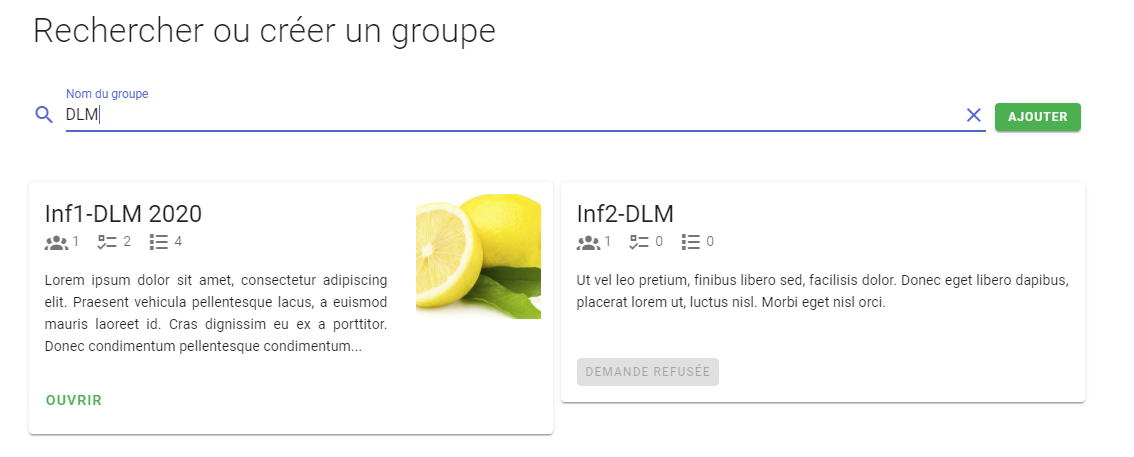 Rechercher ou créer un groupe
Nom du groupe
DLM
AJOUTER
Inf1-DLM 2020
1 2 4
Lorem ipsum dolor sit amet, consectetur adipiscing
elit. Praesent vehicula pellentesque lacus, a euismod
mauris laoreet id. Cras dignissim eu ex a porttitor.
Donec condimentum pellentesque condimentum...
OUVRIR
Inf2-DLM
1 0 0
Ut vel leo pretium, finibus libero sed, facilisis dolor. Donec eget libero dapibus,
placerat lorem ut, luctus nisl. Morbi eget nisl orci.
DEMANDE REFUSÉE